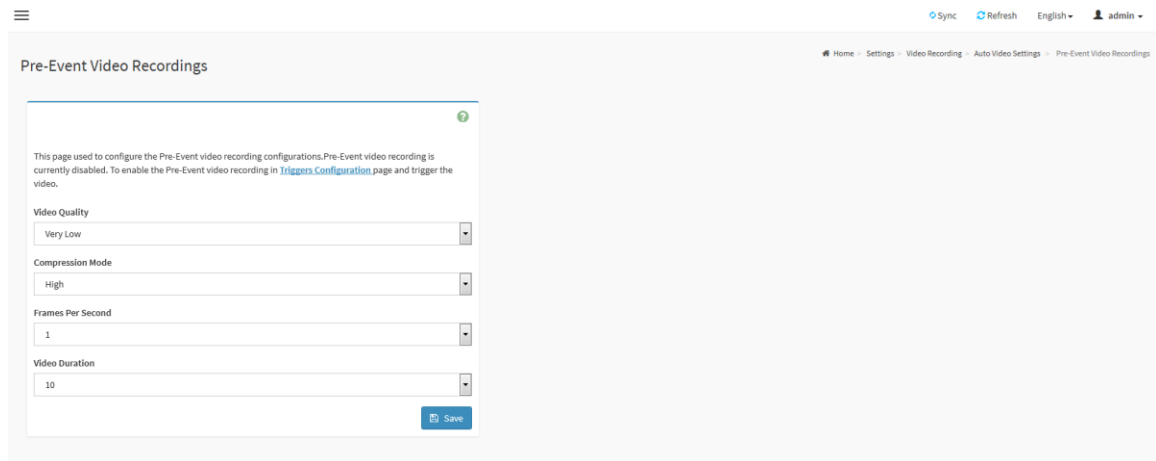 Sync Refresh English admin
Home > Settings > Video Recording > Auto Video Settings > Pre-Event Video Recordings
Pre-Event Video Recordings
This page used to configure the Pre-Event video recording configurations.Pre-Event video recording is
currently disabled. To enable the Pre-Event video recording in Triggers Configuration page and trigger the
video.
Video Quality
Very Low
Compression Mode
High
Frames Per Second
1
Video Duration
10
Save